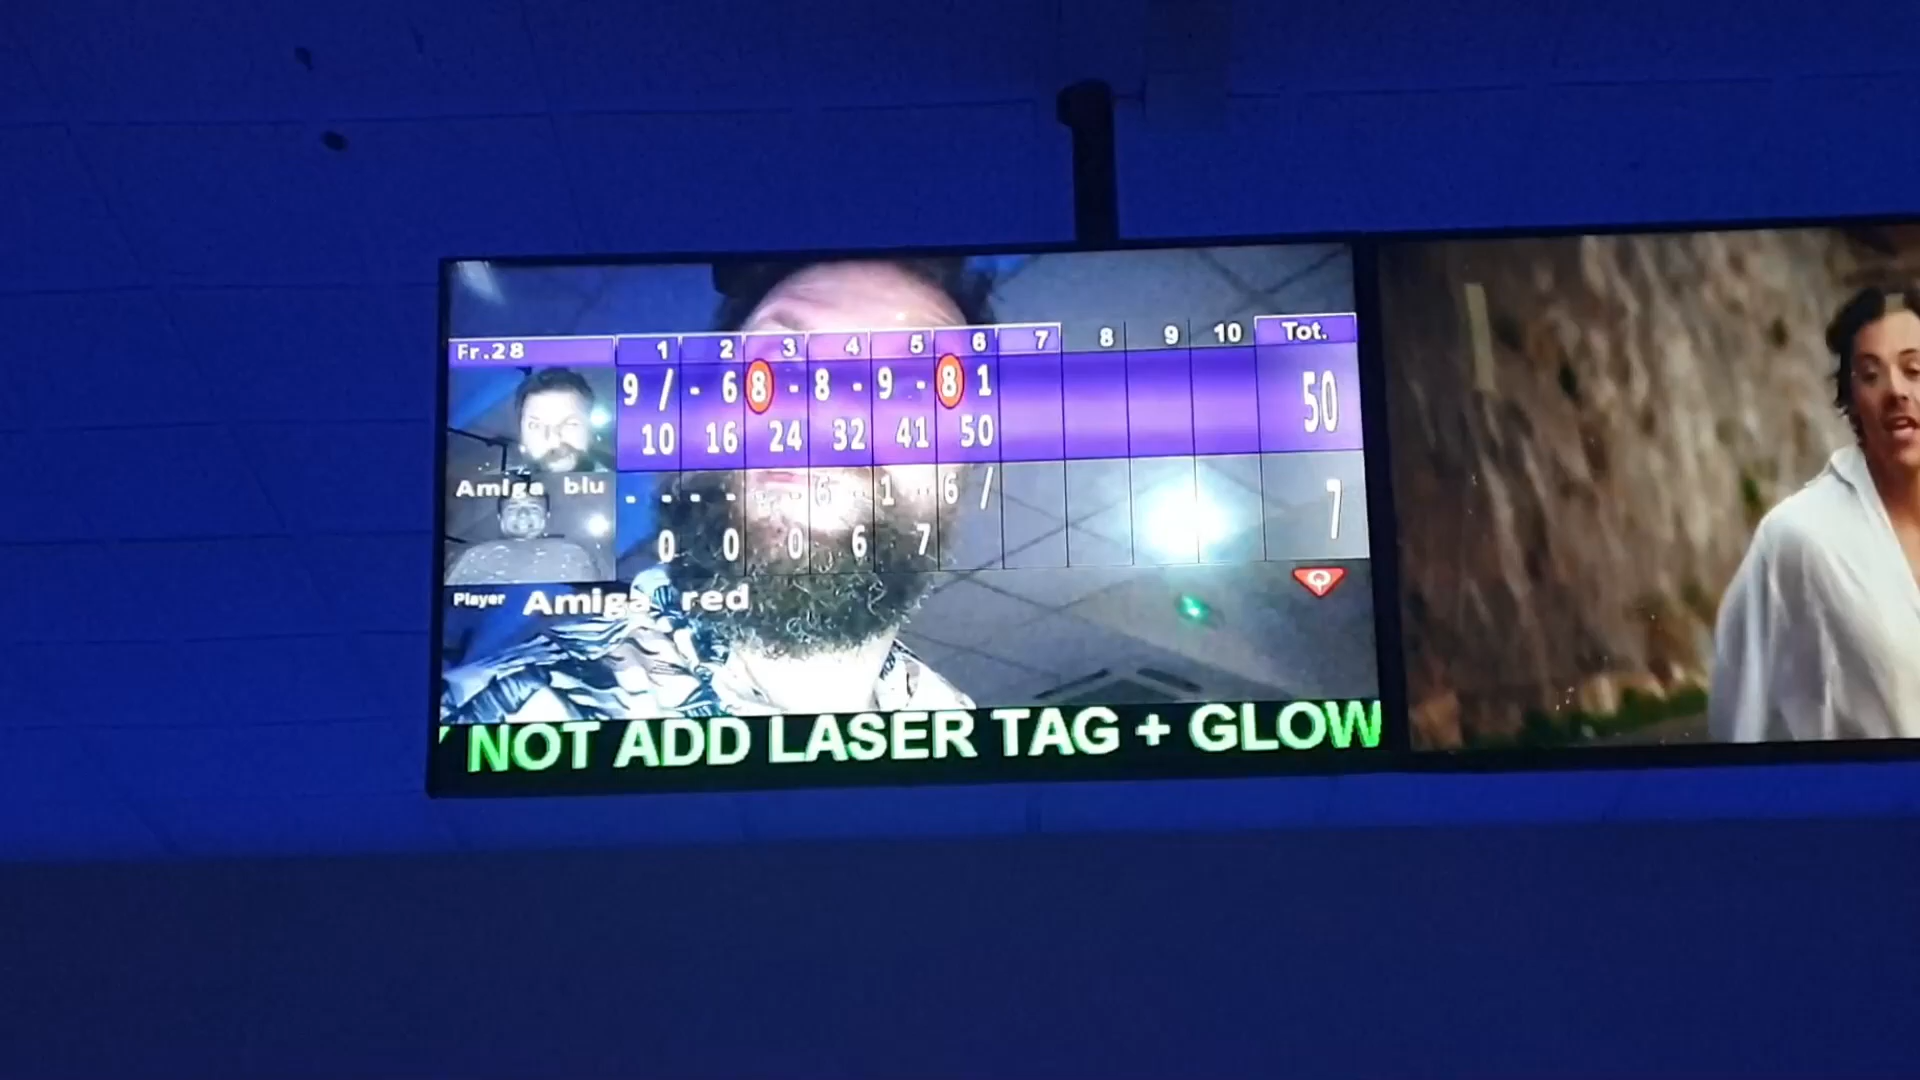 Fr.28 1 2 3 4 5 6 7 8 9 10 Tot.
9 / - 6 8 - 8 - 9 - 8 1
10 16 24 32 41 50 50
Amiga blu
- - - - - - 6 - 1 - 6 /
0 0 0 6 7 7
Player Amiga red
NOT ADD LASER TAG + GLOW